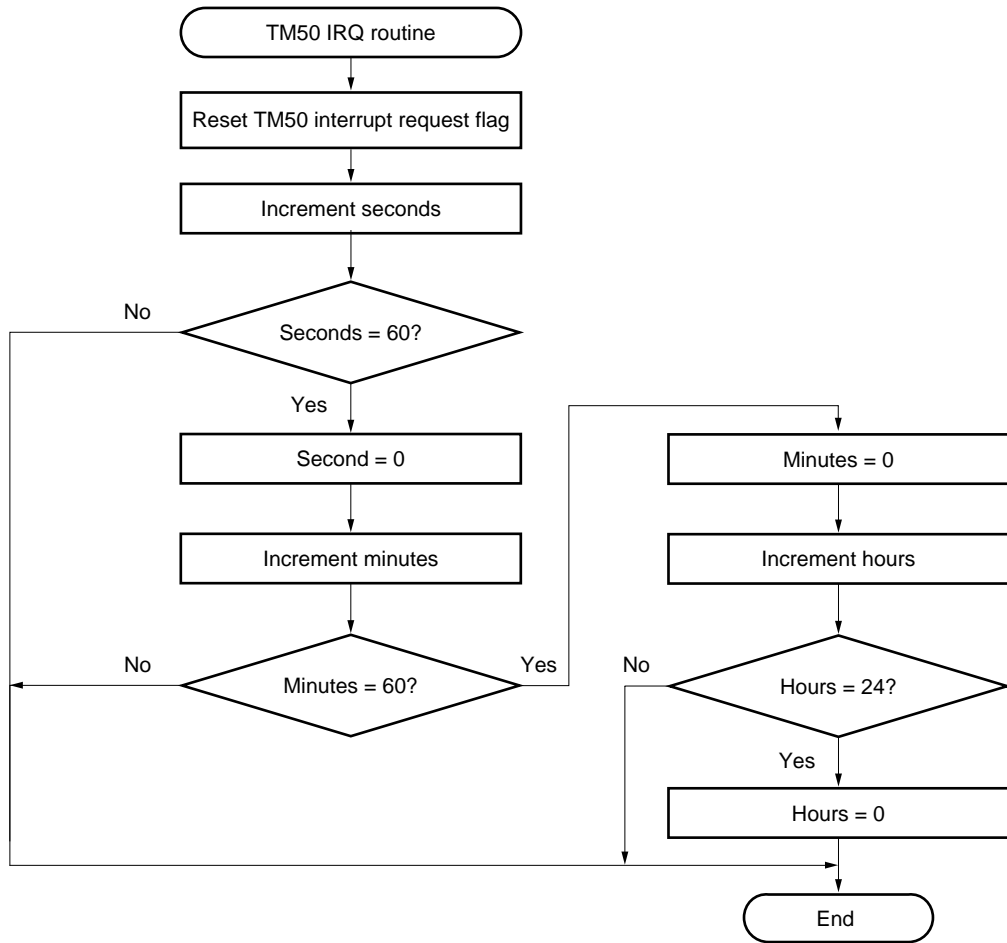 TM50 IRQ routine
Reset TM50 interrupt request flag
Increment seconds
No
Seconds = 60?
Yes
Second = 0
Increment minutes
No
Minutes = 60?
Yes
Minutes = 0
Increment hours
No
Hours = 24?
Yes
Hours = 0
End